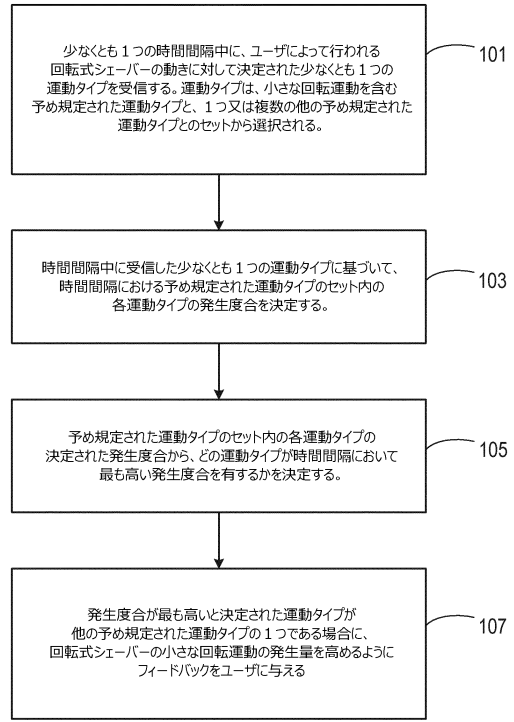 少なくとも１つの時間間隔中に、ユーザによって行われる
回転式シェーバーの動きに対して決定された少なくとも１つの
運動タイプを受信する。運動タイプは、小さな回転運動を含む
予め規定された運動タイプと、１つ又は複数の他の予め規定された
運動タイプとのセットから選択される。
101
時間間隔中に受信した少なくとも１つの運動タイプに基づいて、
時間間隔における予め規定された運動タイプのセット内の
各運動タイプの発生度合を決定する。
103
予め規定された運動タイプのセット内の各運動タイプの
決定された発生度合から、どの運動タイプが時間間隔において
最も高い発生度合を有するかを決定する。
105
発生度合が最も高いと決定された運動タイプが
他の予め規定された運動タイプの１つである場合に、
回転式シェーバーの小さな回転運動の発生量を高めるように
フィードバックをユーザに与える
107